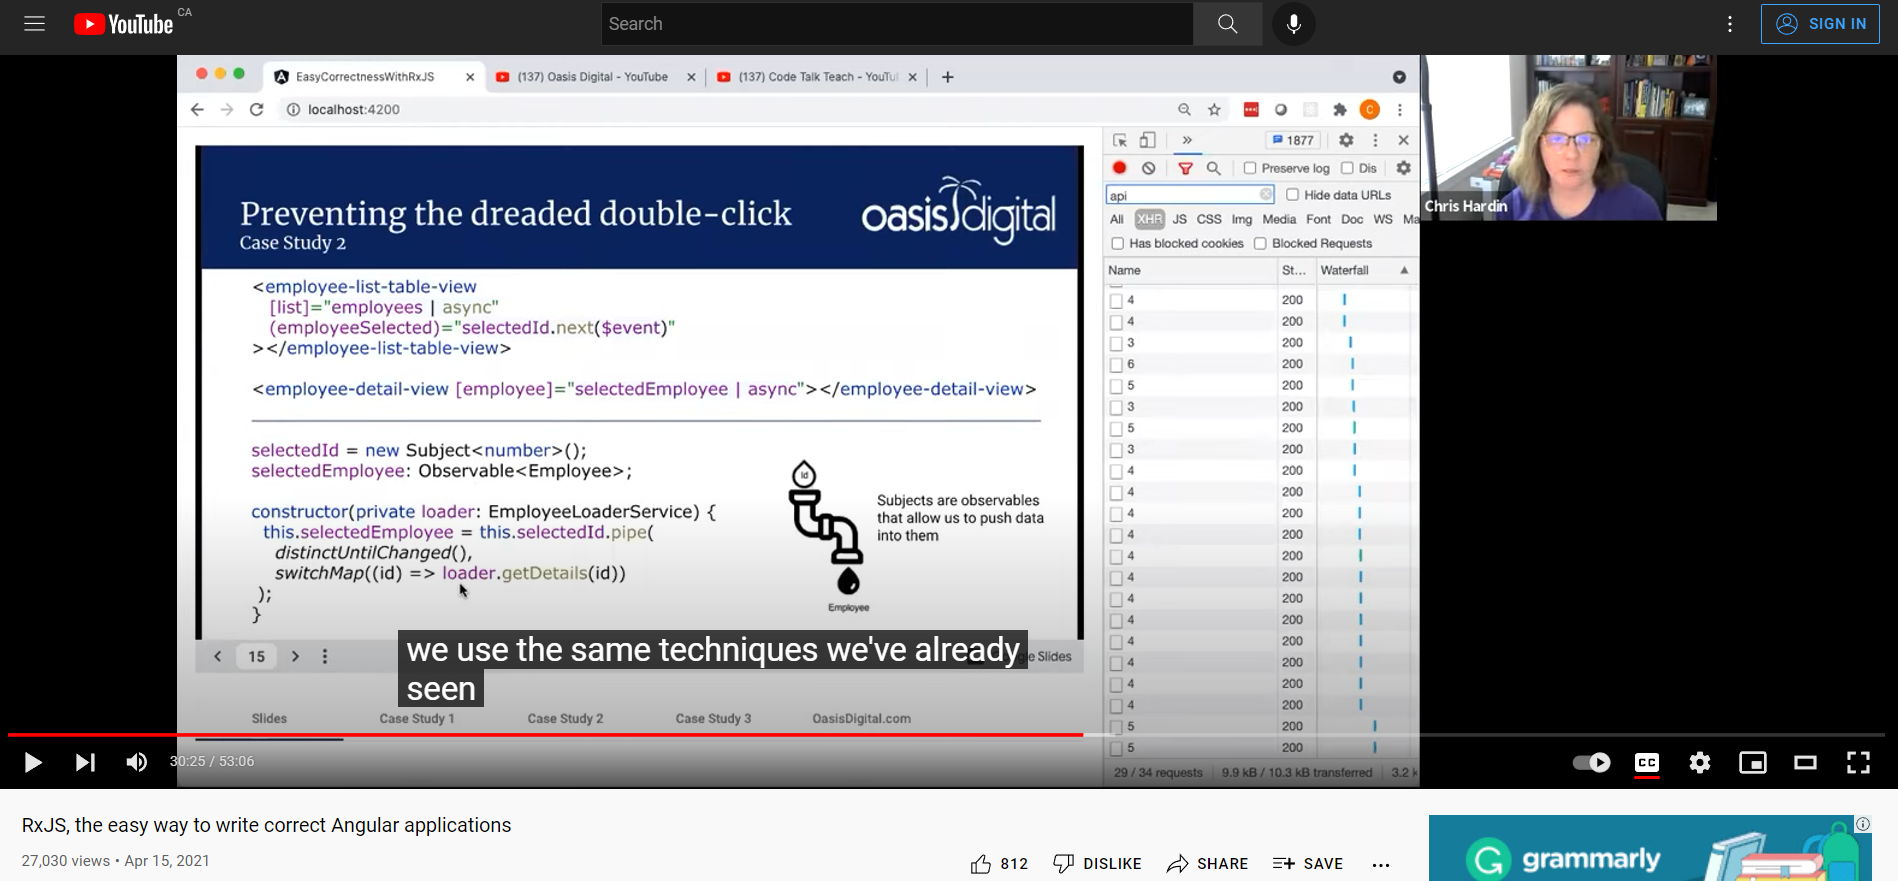 YouTube CA
Search
SIGN IN
EasyCorrectnessWithRxJS
(137) Oasis Digital - YouTube
(137) Code Talk Teach - YouTu
localhost:4200
C
1877
Preserve log
Dis
api
Hide data URLs
All XHR JS CSS Img Media Font Doc WS Ma
Has blocked cookies Blocked Requests
Name St... Waterfall
4 200
4 200
3 200
6 200
5 200
3 200
5 200
3 200
4 200
4 200
4 200
4 200
4 200
4 200
4 200
4 200
4 200
4 200
4 200
4 200
5 200
5 200
29 / 34 requests 9.9 kB / 10.3 kB transferred 3.2 k
Chris Hardin
Preventing the dreaded double-click
Case Study 2
oasis digital
<employee-list-table-view
[list]="employees | async"
(employeeSelected)="selectedId.next($event)"
></employee-list-table-view>
<employee-detail-view [employee]="selectedEmployee | async"></employee-detail-view>
selectedId = new Subject<number>();
selectedEmployee: Observable<Employee>;
constructor(private loader: EmployeeLoaderService) {
this.selectedEmployee = this.selectedId.pipe(
distinctUntilChanged(),
switchMap((id) => loader.getDetails(id))
);
}
id
Subjects are observables
that allow us to push data
into them
Employee
we use the same techniques we've already
seen
15
le Slides
Slides Case Study 1 Case Study 2 Case Study 3 OasisDigital.com
30:25 / 53:06
CC
RxJS, the easy way to write correct Angular applications
27,030 views • Apr 15, 2021
812 DISLIKE SHARE SAVE ...
G grammarly